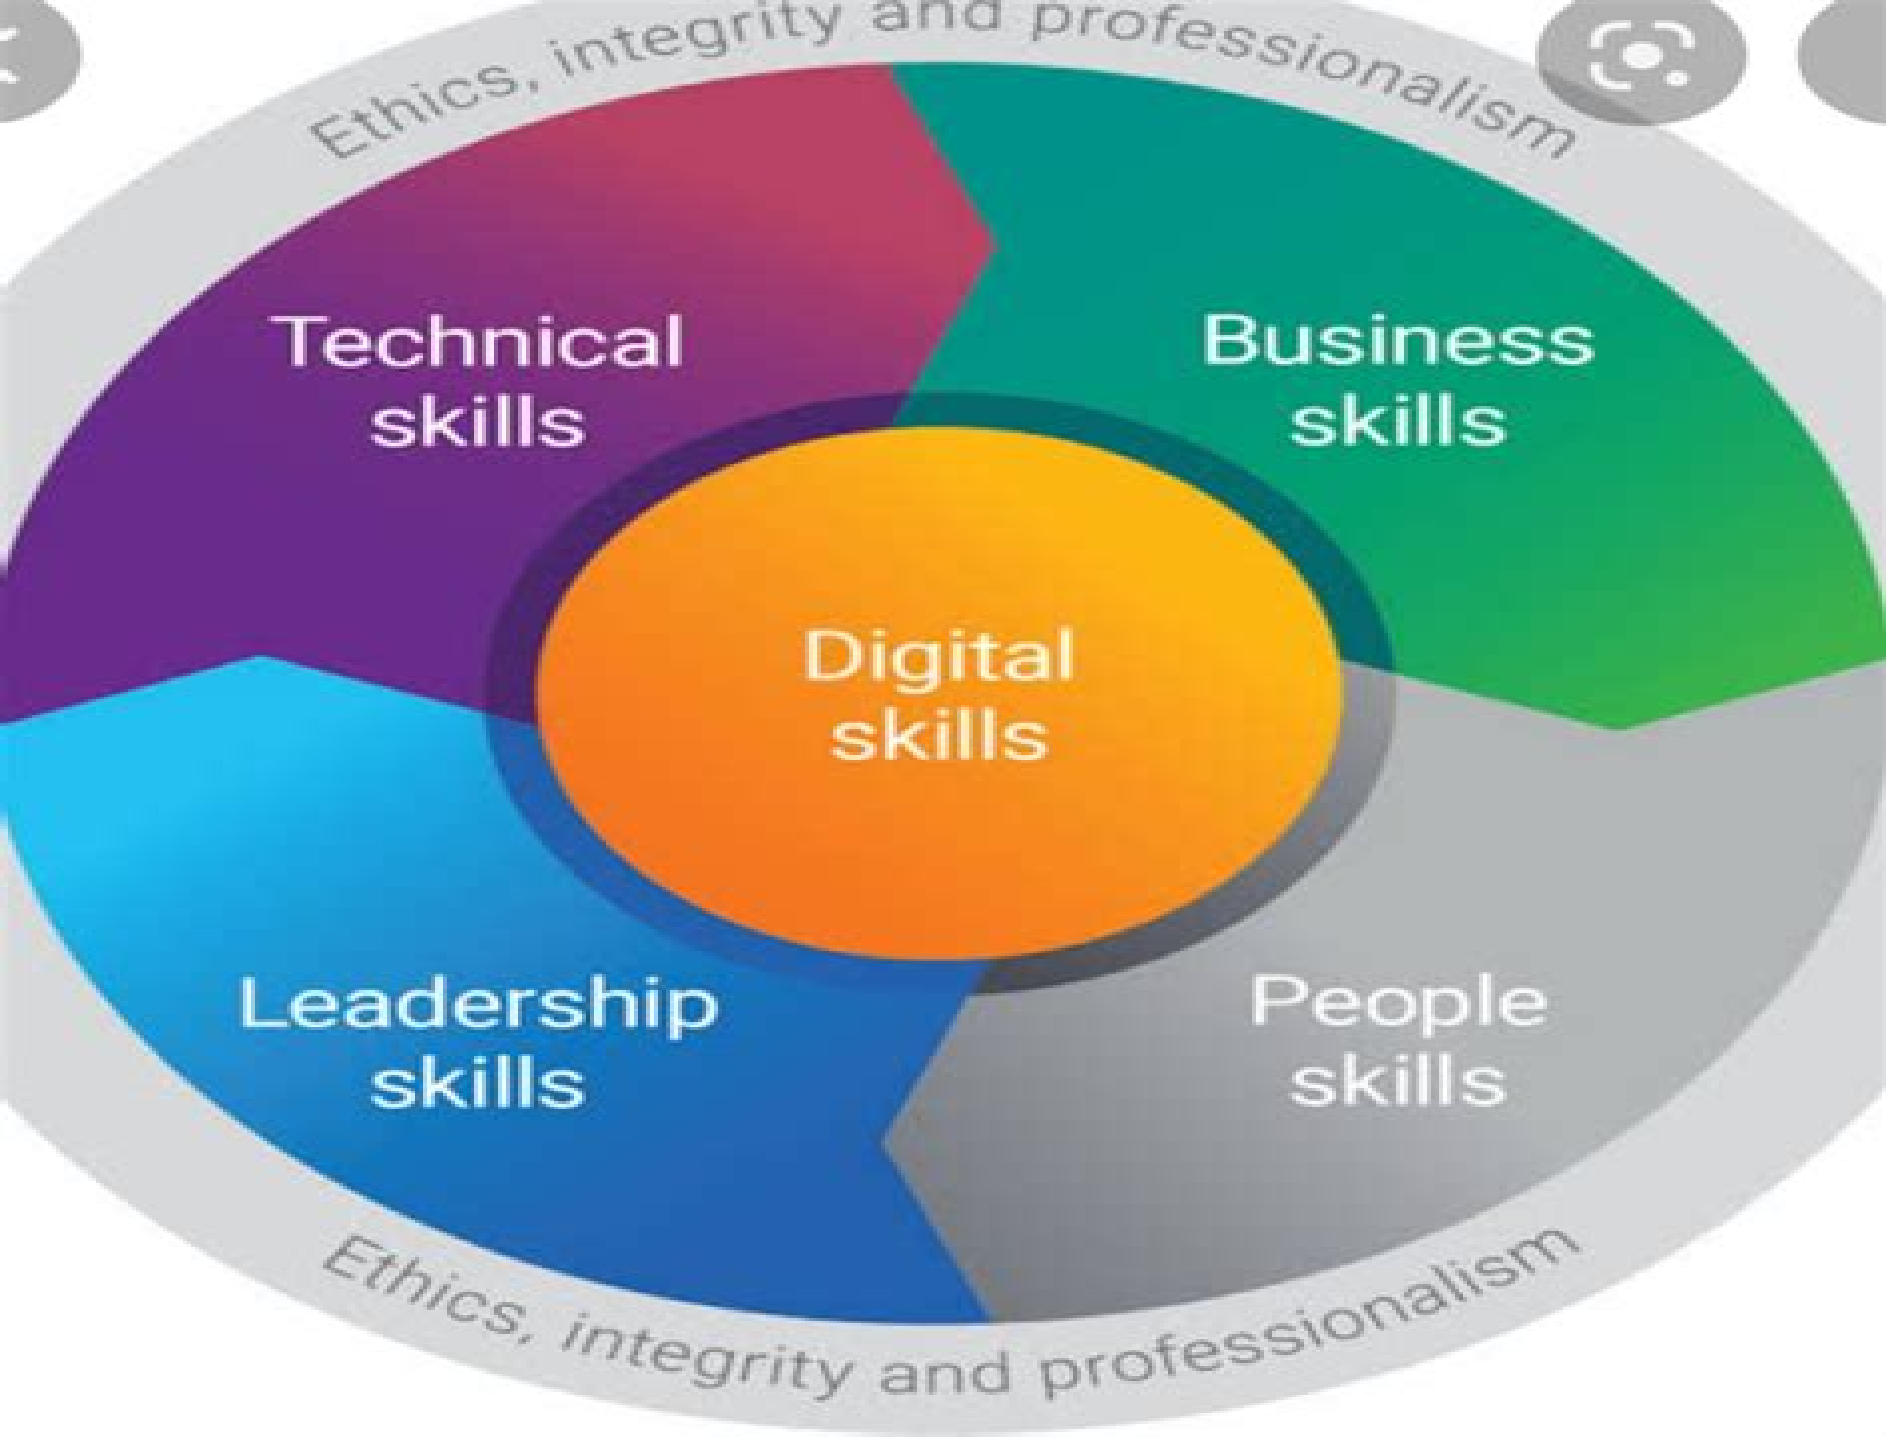 Ethics, integrity and professionalism
Technical
skills
Business
skills
Digital
skills
Leadership
skills
People
skills
Ethics, integrity and professionalism